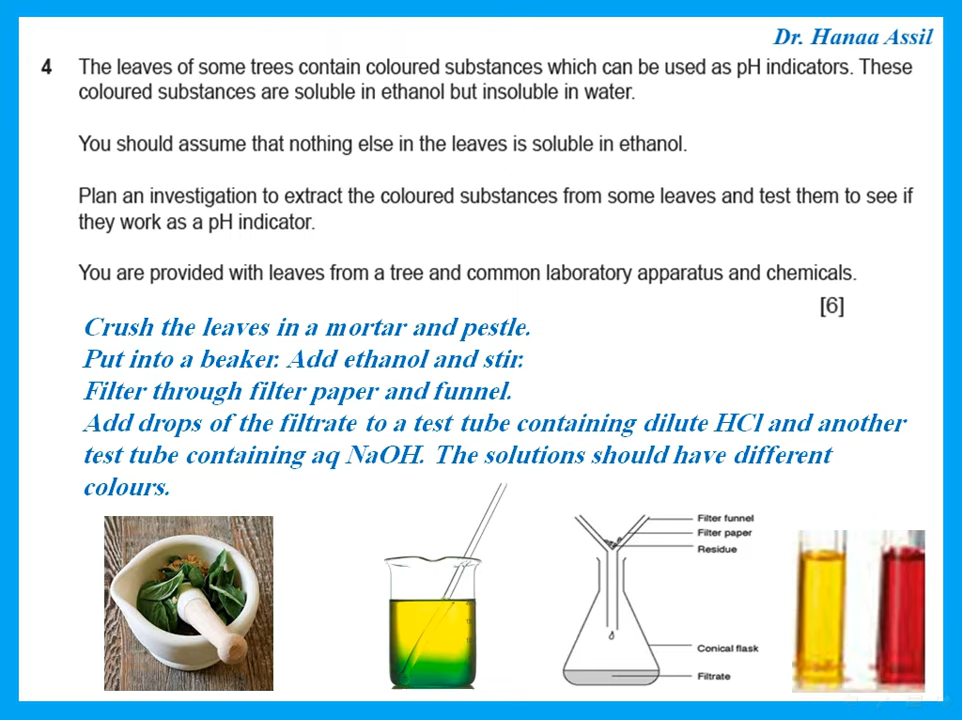 Dr. Hanaa Assil
4 The leaves of some trees contain coloured substances which can be used as pH indicators. These
coloured substances are soluble in ethanol but insoluble in water.
You should assume that nothing else in the leaves is soluble in ethanol.
Plan an investigation to extract the coloured substances from some leaves and test them to see if
they work as a pH indicator.
You are provided with leaves from a tree and common laboratory apparatus and chemicals.
[6]
Crush the leaves in a mortar and pestle.
Put into a beaker. Add ethanol and stir.
Filter through filter paper and funnel.
Add drops of the filtrate to a test tube containing dilute HCl and another
test tube containing aq NaOH. The solutions should have different
colours.
Filter funnel
Filter paper
Residue
Conical flask
Filtrate